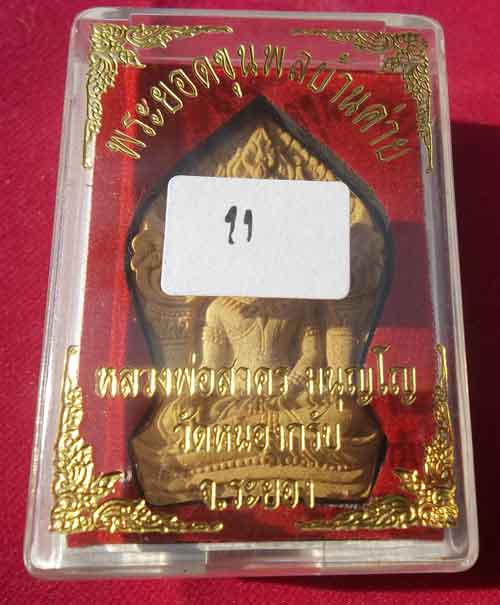 พระยอดขุนพลบ้านค่าย
หลวงพ่อสาคร มนุญฺโญ
วัดหนองกรับ
จ.ระยอง